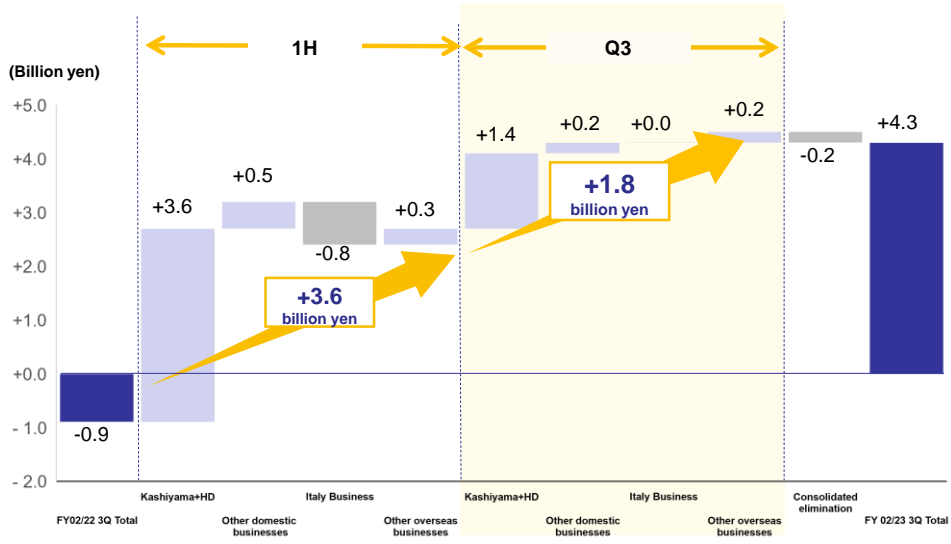 1H
Q3
(Billion yen)
+5.0
+4.0
+3.0
+2.0
+1.0
+0.0
- 1.0
- 2.0
-0.9
+3.6
+0.5
-0.8
+0.3
+1.4
+0.2
+0.0
+0.2
-0.2
+4.3
+3.6
billion yen
+1.8
billion yen
FY02/22 3Q Total
Kashiyama+HD
Other domestic
businesses
Italy Business
Other overseas
businesses
Kashiyama+HD
Other domestic
businesses
Italy Business
Other overseas
businesses
Consolidated
elimination
FY 02/23 3Q Total